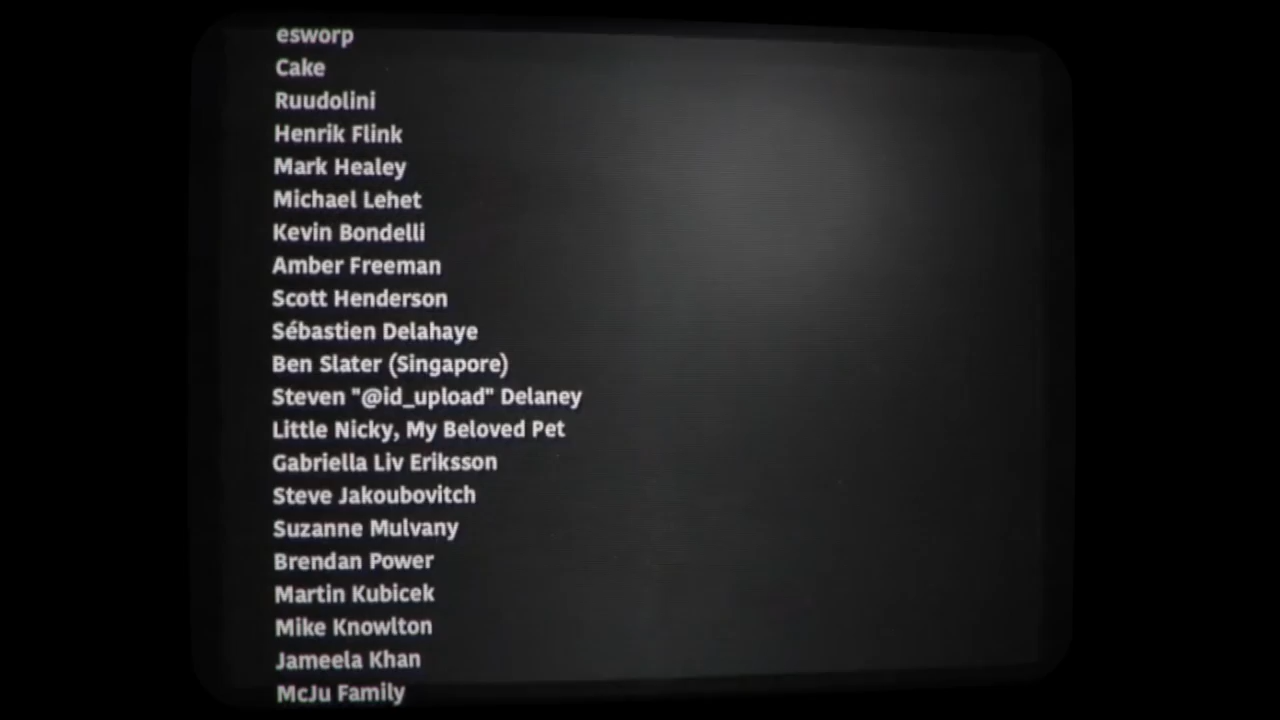 esworp
Cake
Ruudolini
Henrik Flink
Mark Healey
Michael Lehet
Kevin Bondelli
Amber Freeman
Scott Henderson
Sébastien Delahaye
Ben Slater (Singapore)
Steven "@id_upload" Delaney
Little Nicky, My Beloved Pet
Gabriella Liv Eriksson
Steve Jakoubovitch
Suzanne Mulvany
Brendan Power
Martin Kubicek
Mike Knowlton
Jameela Khan
McJu Family